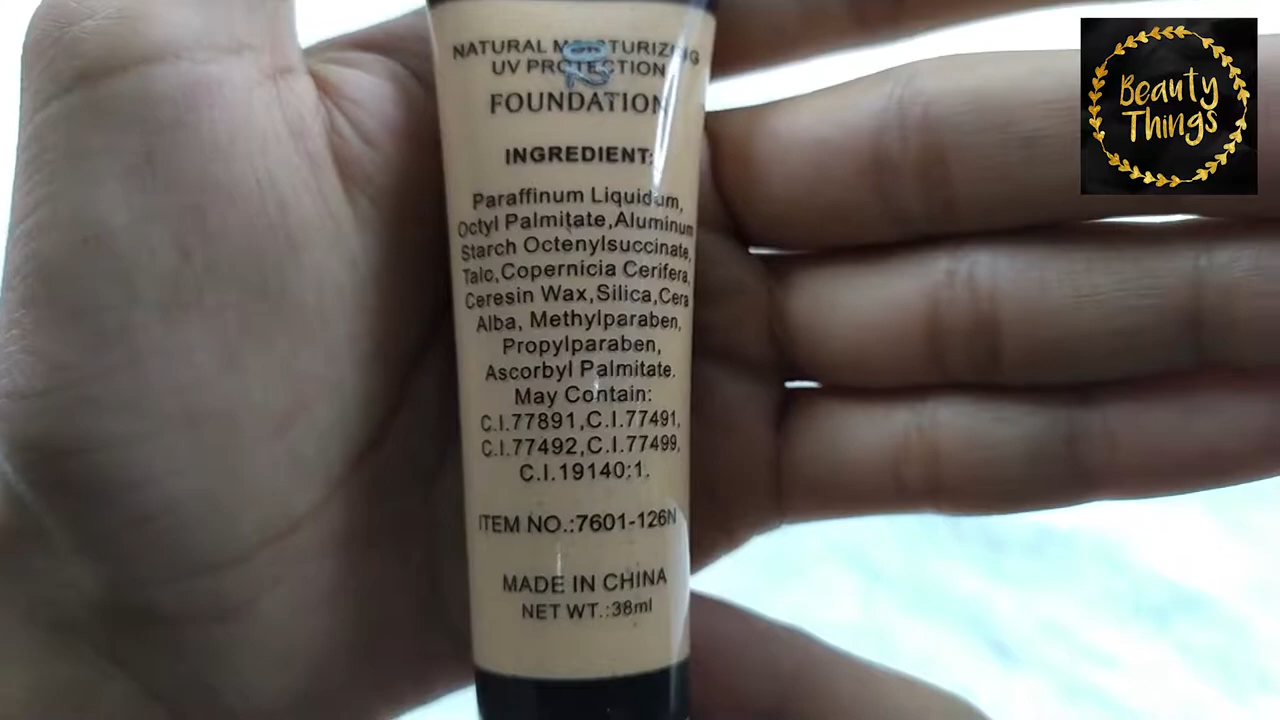 NATURAL MOISTURIZING
UV PROTECTION
FOUNDATION
INGREDIENT:
Paraffinum Liquidum,
Octyl Palmitate,Aluminum
Starch Octenylsuccinate,
Talc,Copernicia Cerifera,
Ceresin Wax,Silica,Cera
Alba, Methylparaben,
Propylparaben,
Ascorbyl Palmitate.
May Contain:
C.I.77891,C.I.77491,
C.I.77492,C.I.77499,
C.I.19140:1.
ITEM NO.:7601-126N
MADE IN CHINA
NET WT.:38ml
Beauty
Things